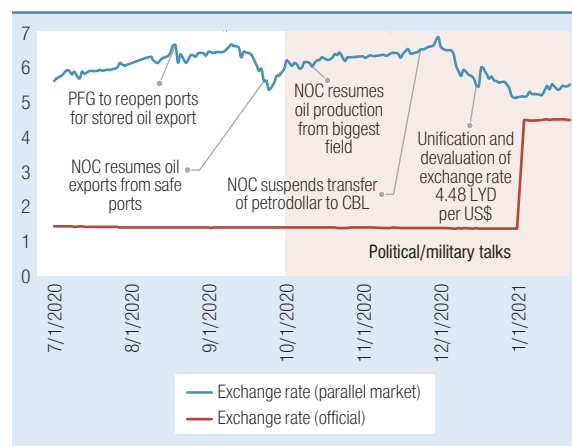 7
6
5
4
3
2
1
0
PFG to reopen ports
for stored oil export
NOC resumes oil
exports from safe
ports
NOC resumes
oil production
from biggest
field
NOC suspends transfer
of petrodollar to CBL
Unification and
devaluation of
exchange rate
4.48 LYD
per US$
Political/military talks
7/1/2020
8/1/2020
9/1/2020
10/1/2020
11/1/2020
12/1/2020
1/1/2021
Exchange rate (parallel market)
Exchange rate (official)